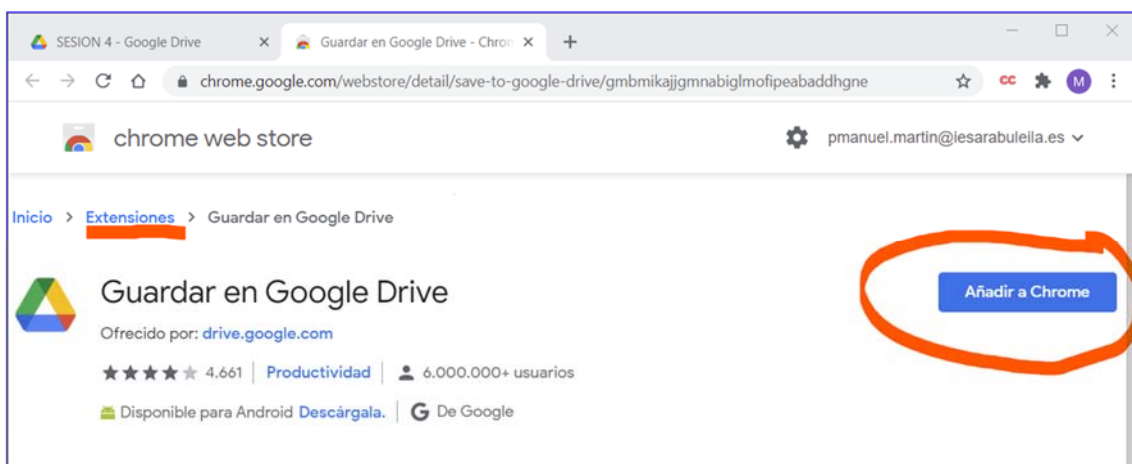 SESION 4 - Google Drive
Guardar en Google Drive - Chron
chrome.google.com/webstore/detail/save-to-google-drive/gmbmikajjgmnabiglmofipeabaddhgne
CC
M
chrome web store
pmanuel.martin@iesarabuleila.es
Inicio > Extensiones > Guardar en Google Drive
Guardar en Google Drive
Añadir a Chrome
Ofrecido por: drive.google.com
4.661 | Productividad | 6.000.000+ usuarios
Disponible para Android Descárgala. | G De Google